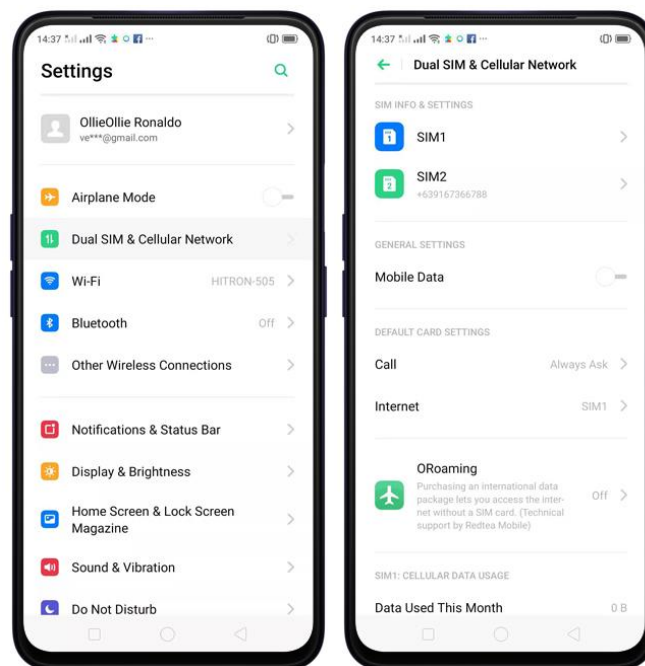 14:37
Settings
OllieOllie Ronaldo
ve***@gmail.com
Airplane Mode
Dual SIM & Cellular Network
Wi-Fi HITRON-505
Bluetooth Off
Other Wireless Connections
Notifications & Status Bar
Display & Brightness
Home Screen & Lock Screen
Magazine
Sound & Vibration
Do Not Disturb
14:37
Dual SIM & Cellular Network
SIM INFO & SETTINGS
1
SIM1
2
SIM2
+639167366788
GENERAL SETTINGS
Mobile Data
DEFAULT CARD SETTINGS
Call Always Ask
Internet SIM1
ORoaming
Purchasing an international data
package lets you access the inter-
net without a SIM card. (Technical
support by Redtea Mobile)
Off
SIM1: CELLULAR DATA USAGE
Data Used This Month 0 B